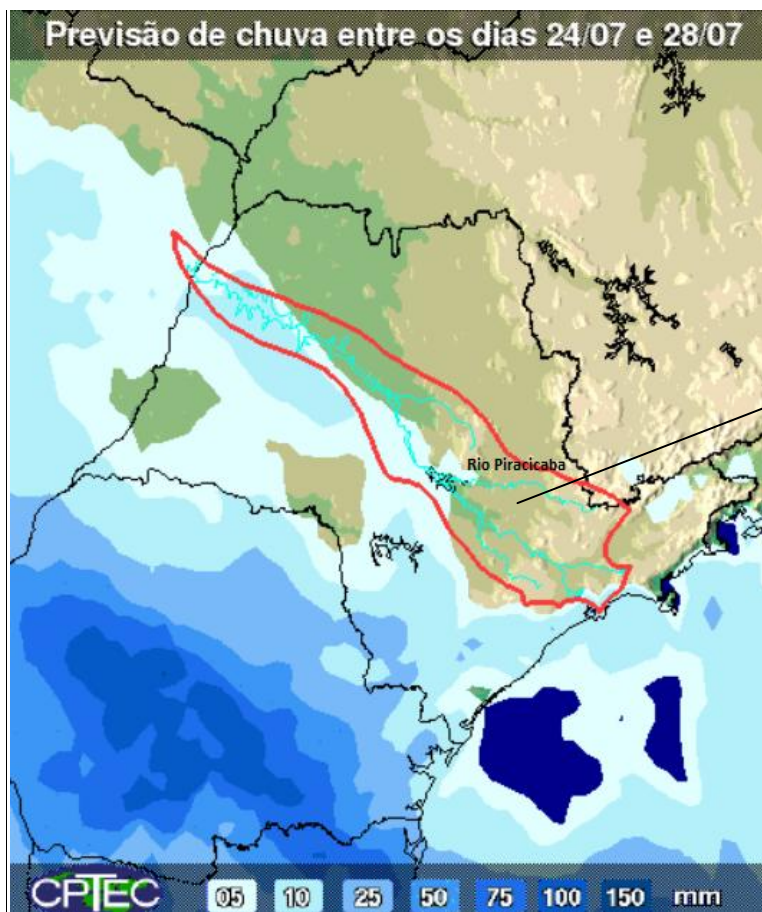 Previsão de chuva entre os dias 24/07 e 28/07
Rio Piracicaba
CPTEC 05 10 25 50 75 100 150 mm